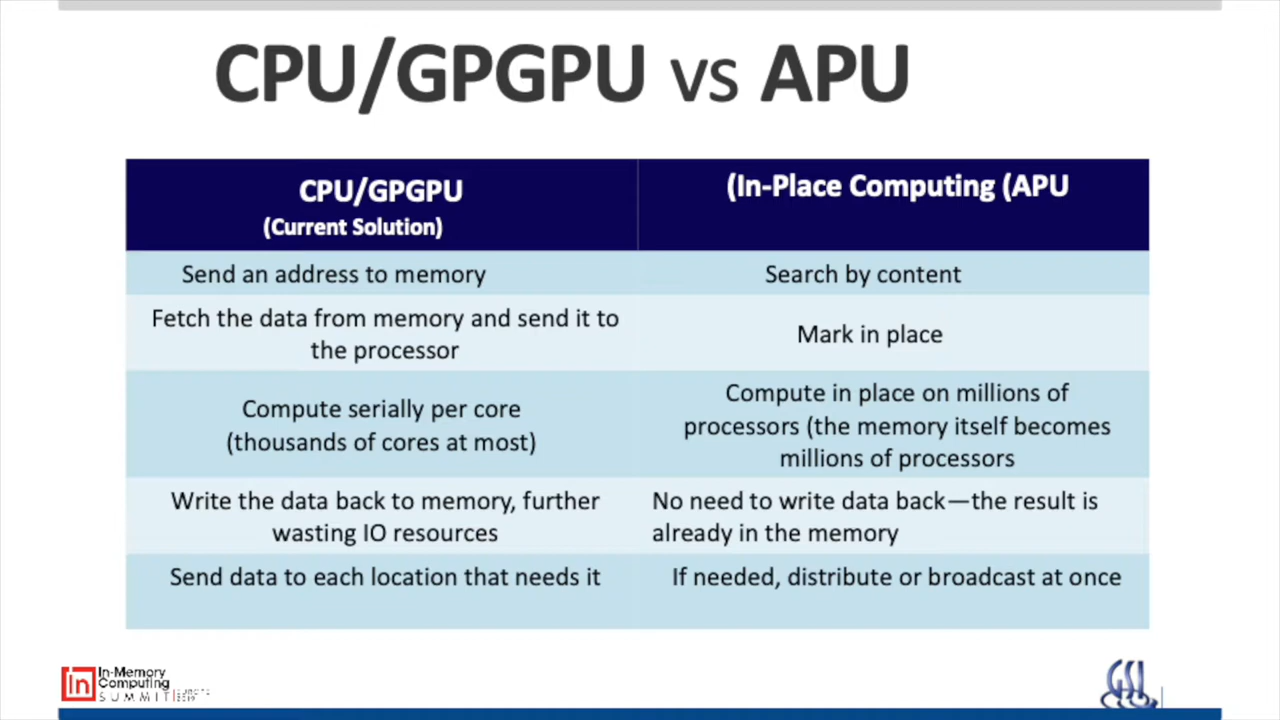 CPU/GPGPU vs APU
CPU/GPGPU
(Current Solution)
(In-Place Computing (APU
Send an address to memory
Search by content
Fetch the data from memory and send it to
the processor
Mark in place
Compute serially per core
(thousands of cores at most)
Compute in place on millions of
processors (the memory itself becomes
millions of processors
Write the data back to memory, further
wasting IO resources
No need to write data back—the result is
already in the memory
Send data to each location that needs it
If needed, distribute or broadcast at once
In
In-Memory
Computing
SUMMIT
EUROPE
2019
GSI